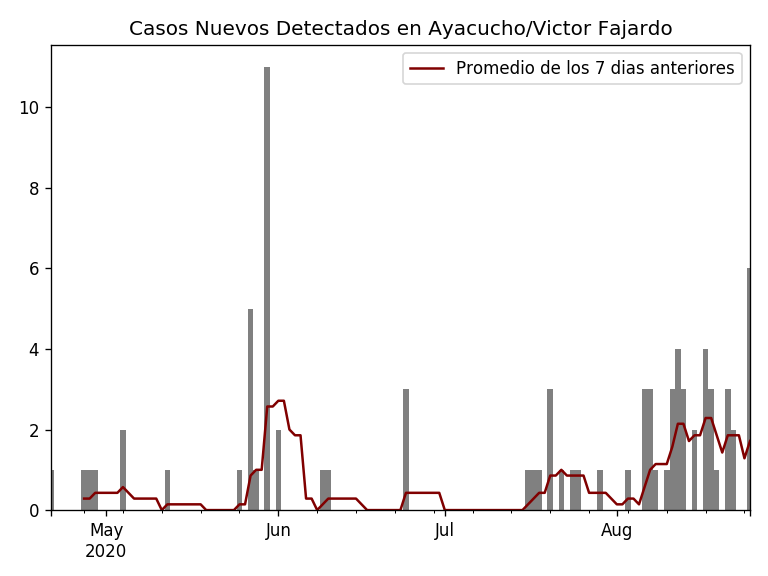 Casos Nuevos Detectados en Ayacucho/Victor Fajardo
Promedio de los 7 dias anteriores
10
8
6
4
2
0
May Jun Jul Aug
2020